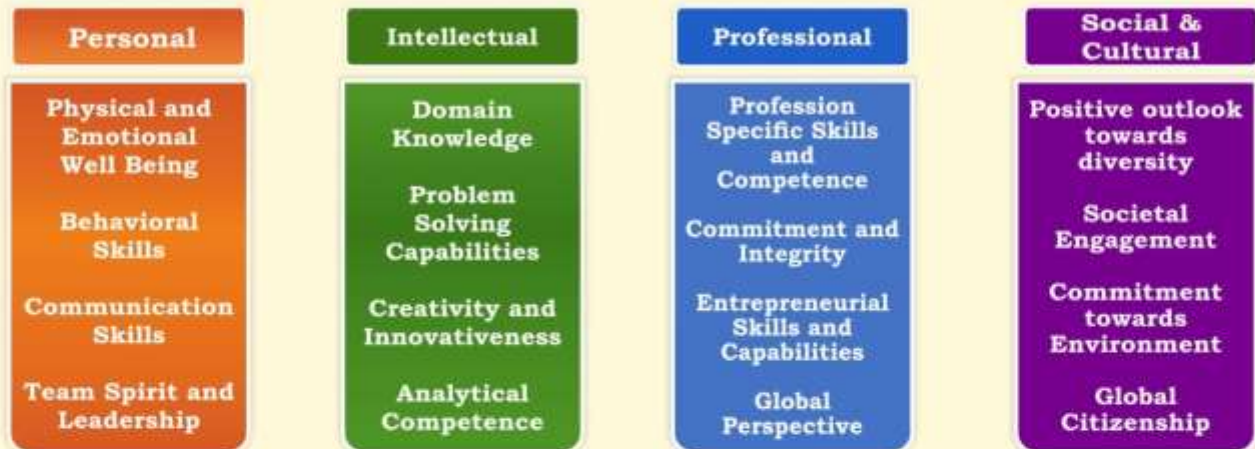 Personal
Physical and
Emotional
Well Being
Behavioral
Skills
Communication
Skills
Team Spirit and
Leadership
Intellectual
Domain
Knowledge
Problem
Solving
Capabilities
Creativity and
Innovativeness
Analytical
Competence
Professional
Profession
Specific Skills
and
Competence
Commitment and
Integrity
Entrepreneurial
Skills and
Capabilities
Global
Perspective
Social &
Cultural
Positive outlook
towards
diversity
Societal
Engagement
Commitment
towards
Environment
Global
Citizenship